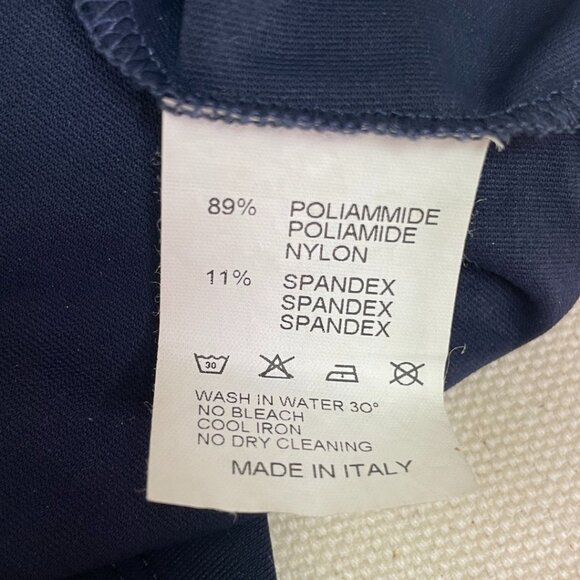 89% POLIAMMIDE
POLIAMIDE
NYLON
11% SPANDEX
SPANDEX
SPANDEX
30
WASH IN WATER 30°
NO BLEACH
COOL IRON
NO DRY CLEANING
MADE IN ITALY